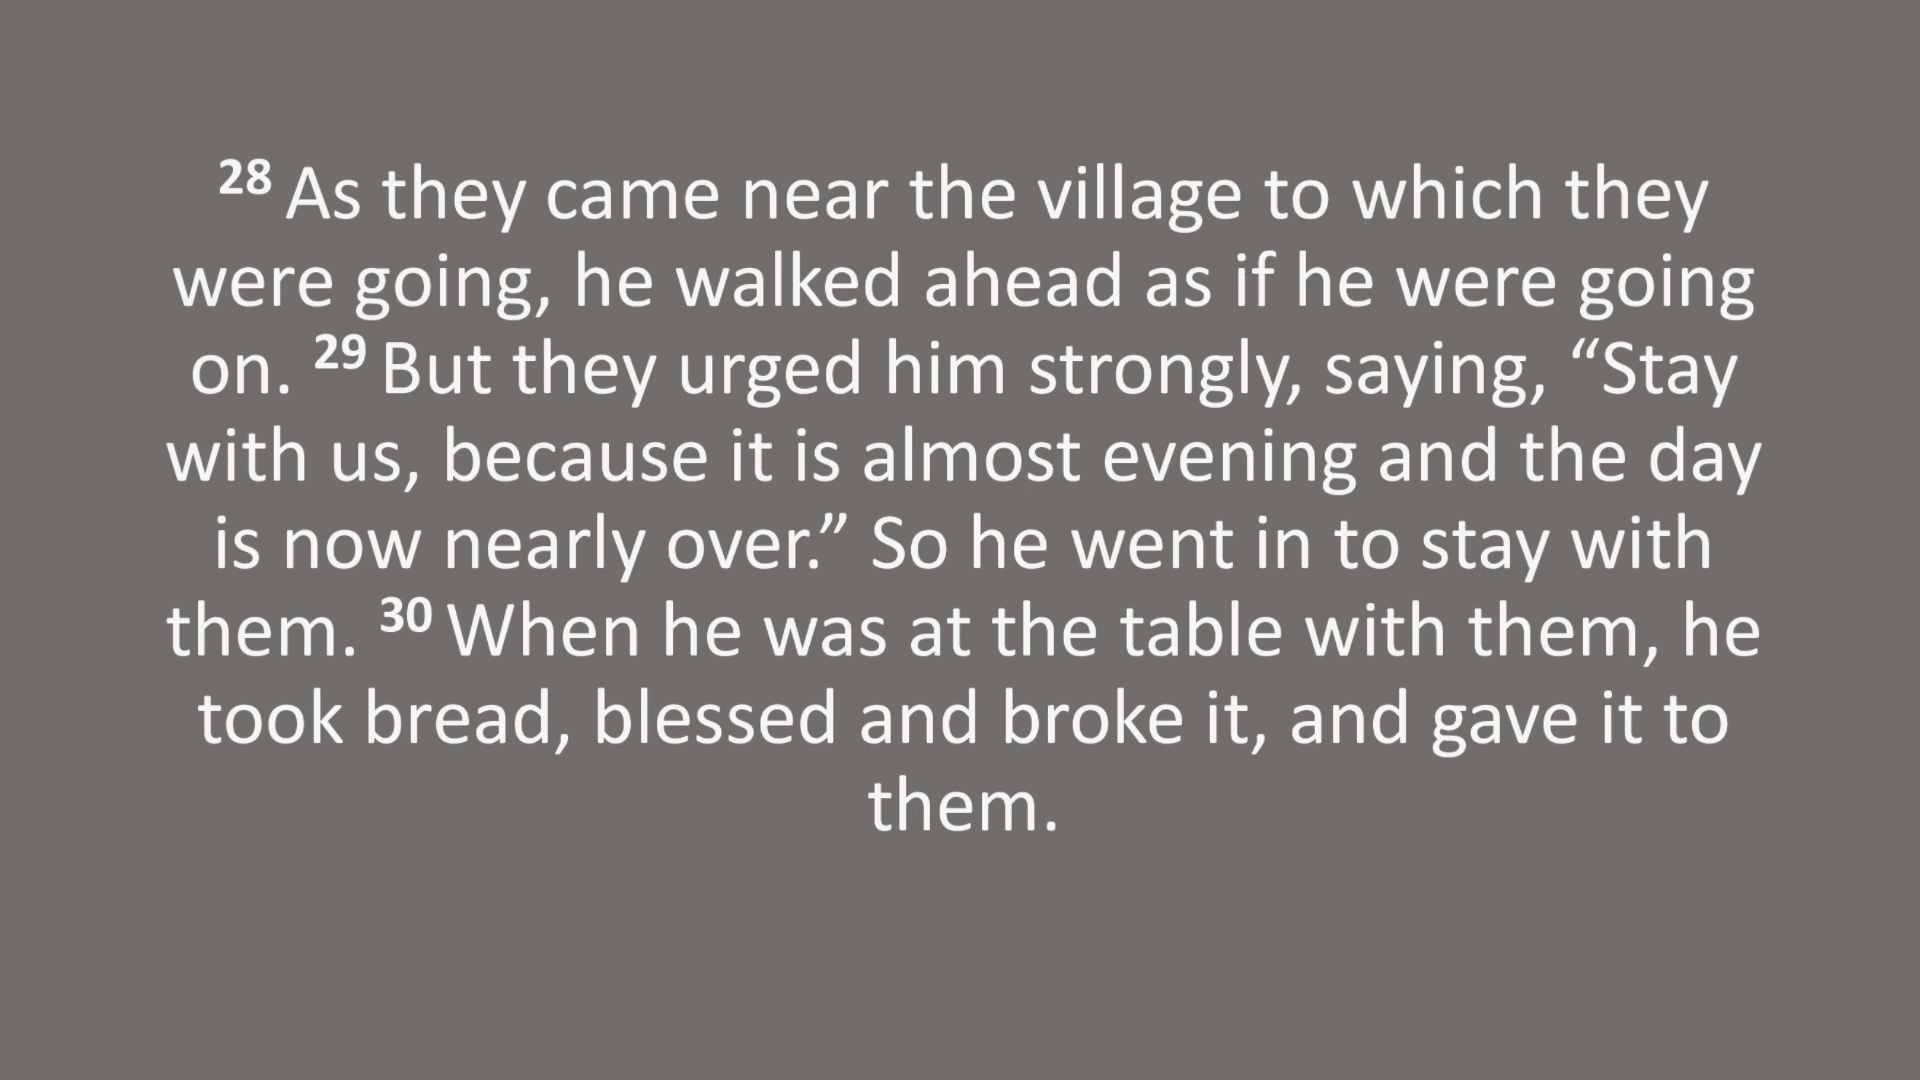 28 As they came near the village to which they
were going, he walked ahead as if he were going
on. 29 But they urged him strongly, saying, “Stay
with us, because it is almost evening and the day
is now nearly over.” So he went in to stay with
them. 30 When he was at the table with them, he
took bread, blessed and broke it, and gave it to
them.